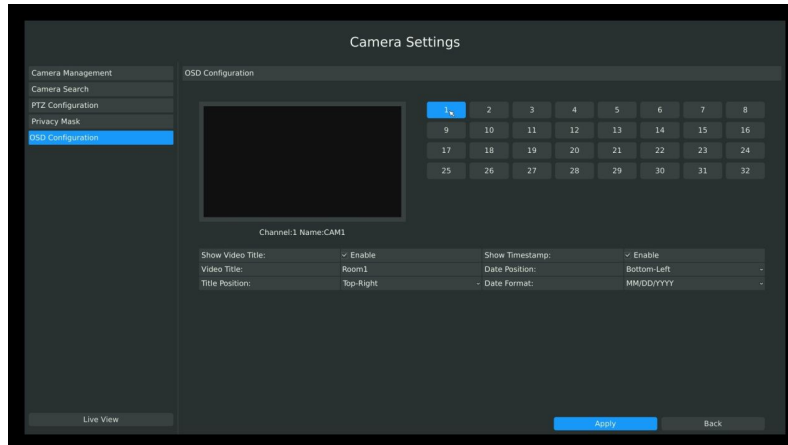 Camera Settings
Camera Management
Camera Search
PTZ Configuration
Privacy Mask
OSD Configuration
OSD Configuration
1 2 3 4 5 6 7 8
9 10 11 12 13 14 15 16
17 18 19 20 21 22 23 24
25 26 27 28 29 30 31 32
Channel:1 Name:CAM1
Show Video Title: Enable Show Timestamp: Enable
Video Title: Room1 Date Position: Bottom-Left
Title Position: Top-Right Date Format: MM/DD/YYYY
Live View
Apply Back